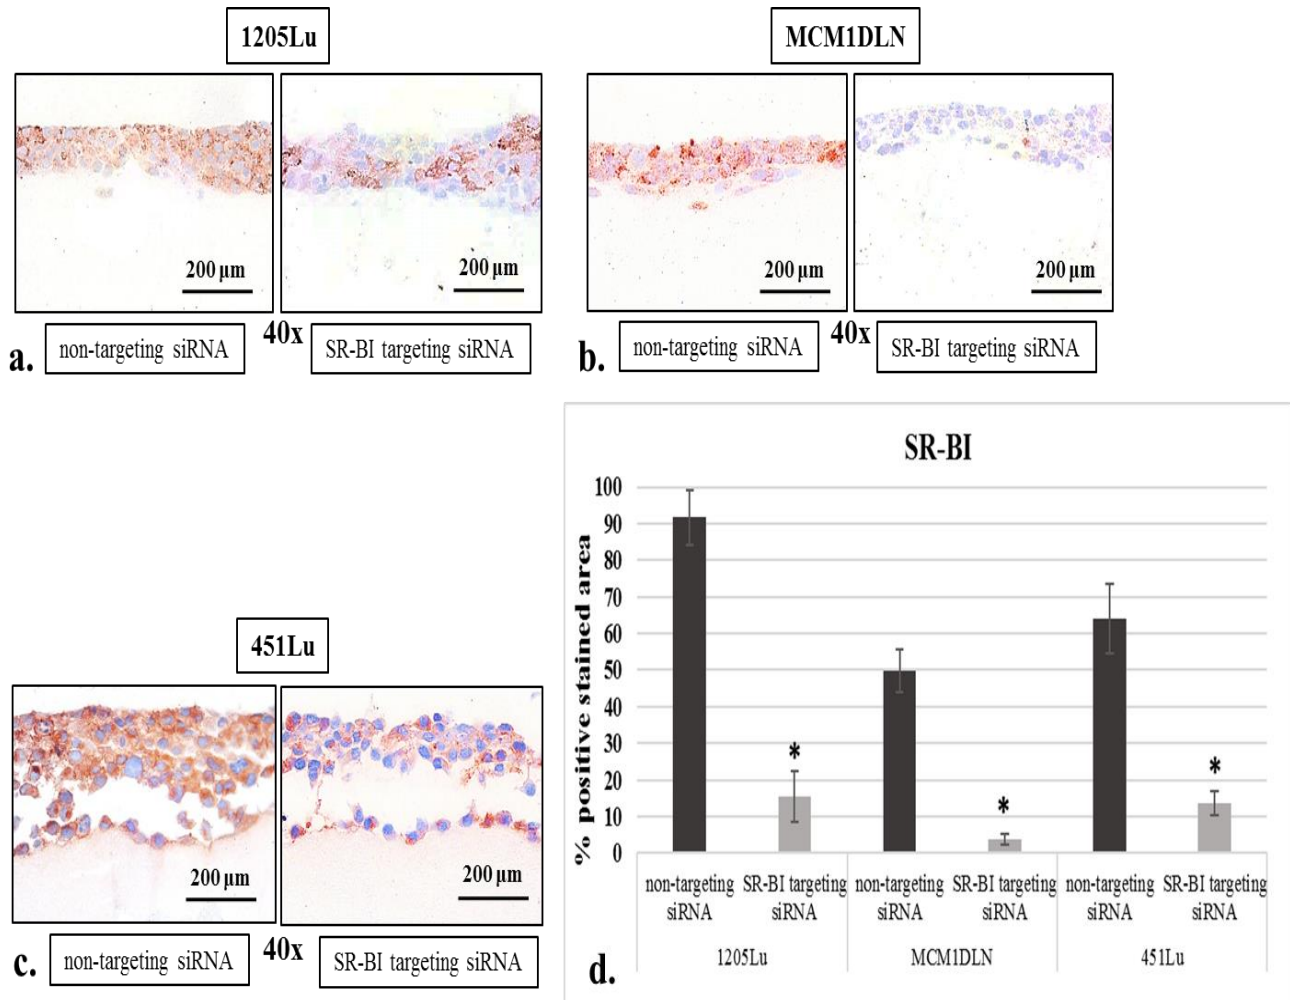 1205Lu
MCM1DLN
200 μm
200 μm
200 μm
200 μm
a.
non-targeting siRNA
40x
SR-BI targeting siRNA
b.
non-targeting siRNA
40x
SR-BI targeting siRNA
451Lu
200 μm
200 μm
c.
non-targeting siRNA
40x
SR-BI targeting siRNA
d.
SR-BI
% positive stained area
100
90
80
70
60
50
40
30
20
10
0
*
*
*
non-targeting
siRNA
SR-BI targeting
siRNA
non-targeting
siRNA
SR-BI targeting
siRNA
non-targeting
siRNA
SR-BI targeting
siRNA
1205Lu
MCM1DLN
451Lu